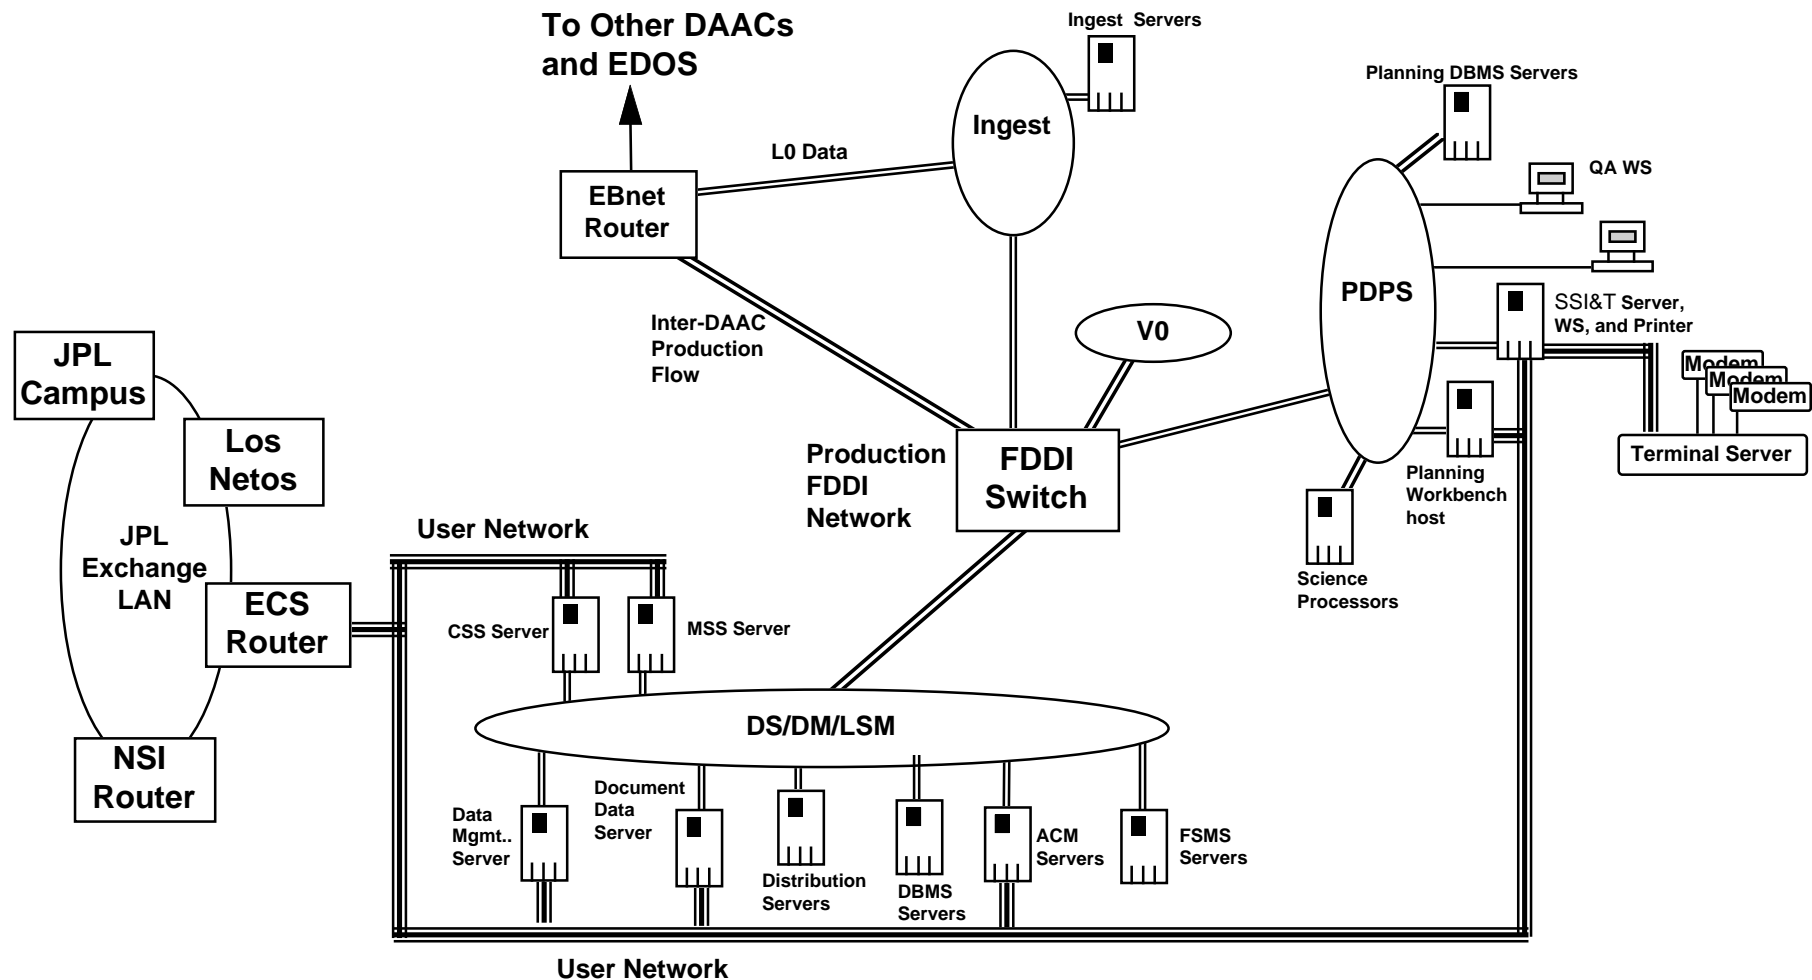 To Other DAACs
and EDOS
Ingest Servers
Planning DBMS Servers
Ingest
L0 Data
QA WS
EBnet
Router
PDPS
SSI&T Server,
WS, and Printer
Inter-DAAC
Production
Flow
V0
JPL
Campus
Modem
Modem
Modem
Los
Netos
Production
FDDI
Network
FDDI
Switch
Terminal Server
Planning
Workbench
host
User Network
JPL
Exchange
LAN
Science
Processors
ECS
Router
CSS Server
MSS Server
DS/DM/LSM
NSI
Router
Data
Mgmt..
Server
Document
Data
Server
Distribution
Servers
DBMS
Servers
ACM
Servers
FSMS
Servers
User Network